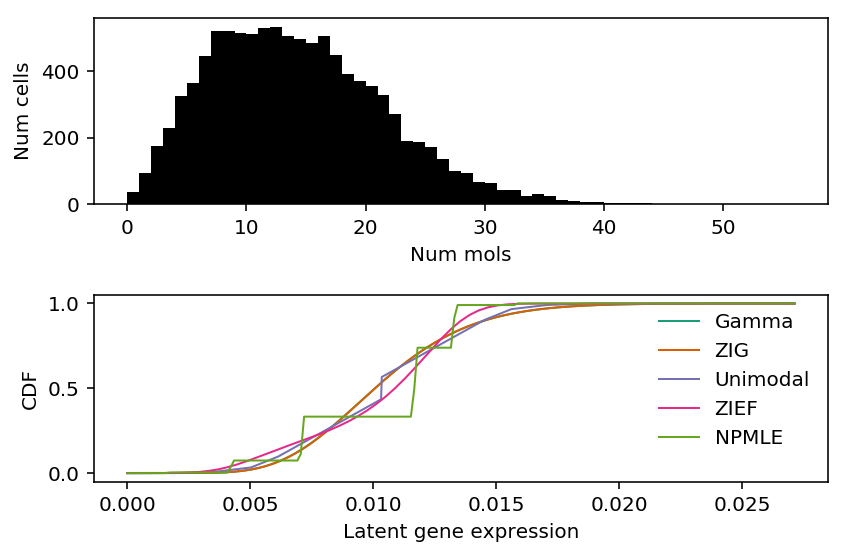 Num cells
400
200
0
0 10 20 30 40 50
Num mols
CDF
1.0
0.5
0.0
Gamma
ZIG
Unimodal
ZIEF
NPMLE
0.000 0.005 0.010 0.015 0.020 0.025
Latent gene expression